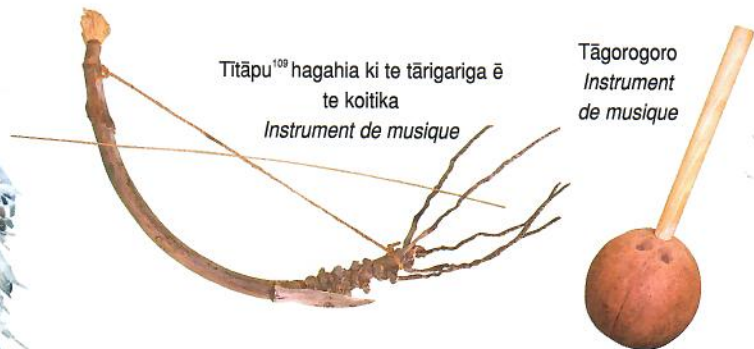 Tītāpu¹⁰⁹ hagahia ki te tārigariga ē
te koitika
Instrument de musique
Tāgorogoro
Instrument
de musique